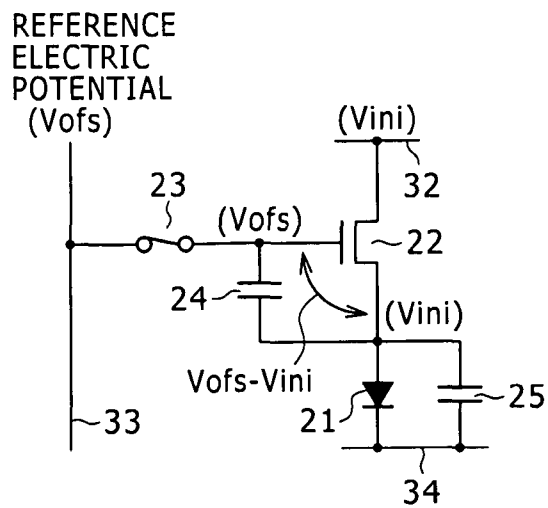 REFERENCE
ELECTRIC
POTENTIAL
(Vofs)
(Vini)
32
23
(Vofs)
22
24
(Vini)
Vofs-Vini
21
25
33
34